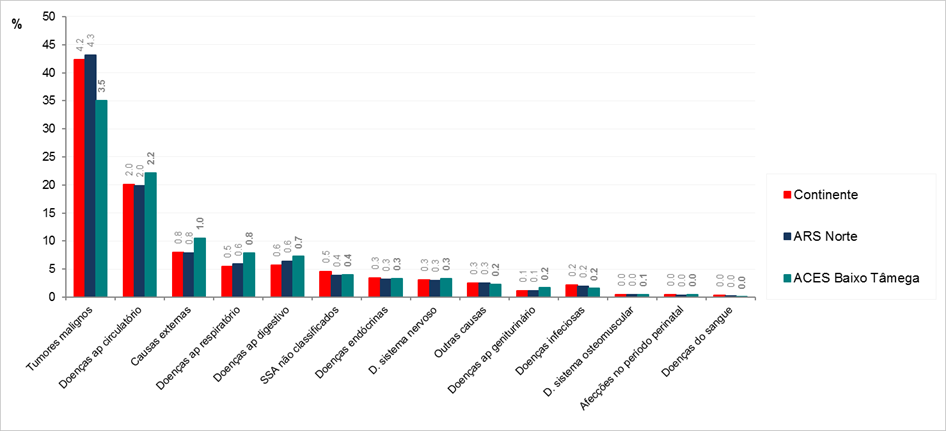 %
50
45
40
35
30
25
20
15
10
5
0
4.2 4.3 3.5
2.0 2.0 2.2
0.8 0.8 1.0
0.5 0.6 0.8
0.6 0.6 0.7
0.5 0.4 0.4
0.3 0.3 0.3
0.3 0.3 0.3
0.3 0.3 0.2
0.1 0.1 0.2
0.2 0.2 0.2
0.0 0.0 0.1
0.0 0.0 0.0
0.0 0.0 0.0
Tumores malignos
Doenças ap circulatório
Causas externas
Doenças ap respiratório
Doenças ap digestivo
SSA não classificados
Doenças endócrinas
D. sistema nervoso
Outras causas
Doenças ap geniturinário
Doenças infeciosas
D. sistema osteomuscular
Afecções no período perinatal
Doenças do sangue
Continente
ARS Norte
ACES Baixo Tâmega